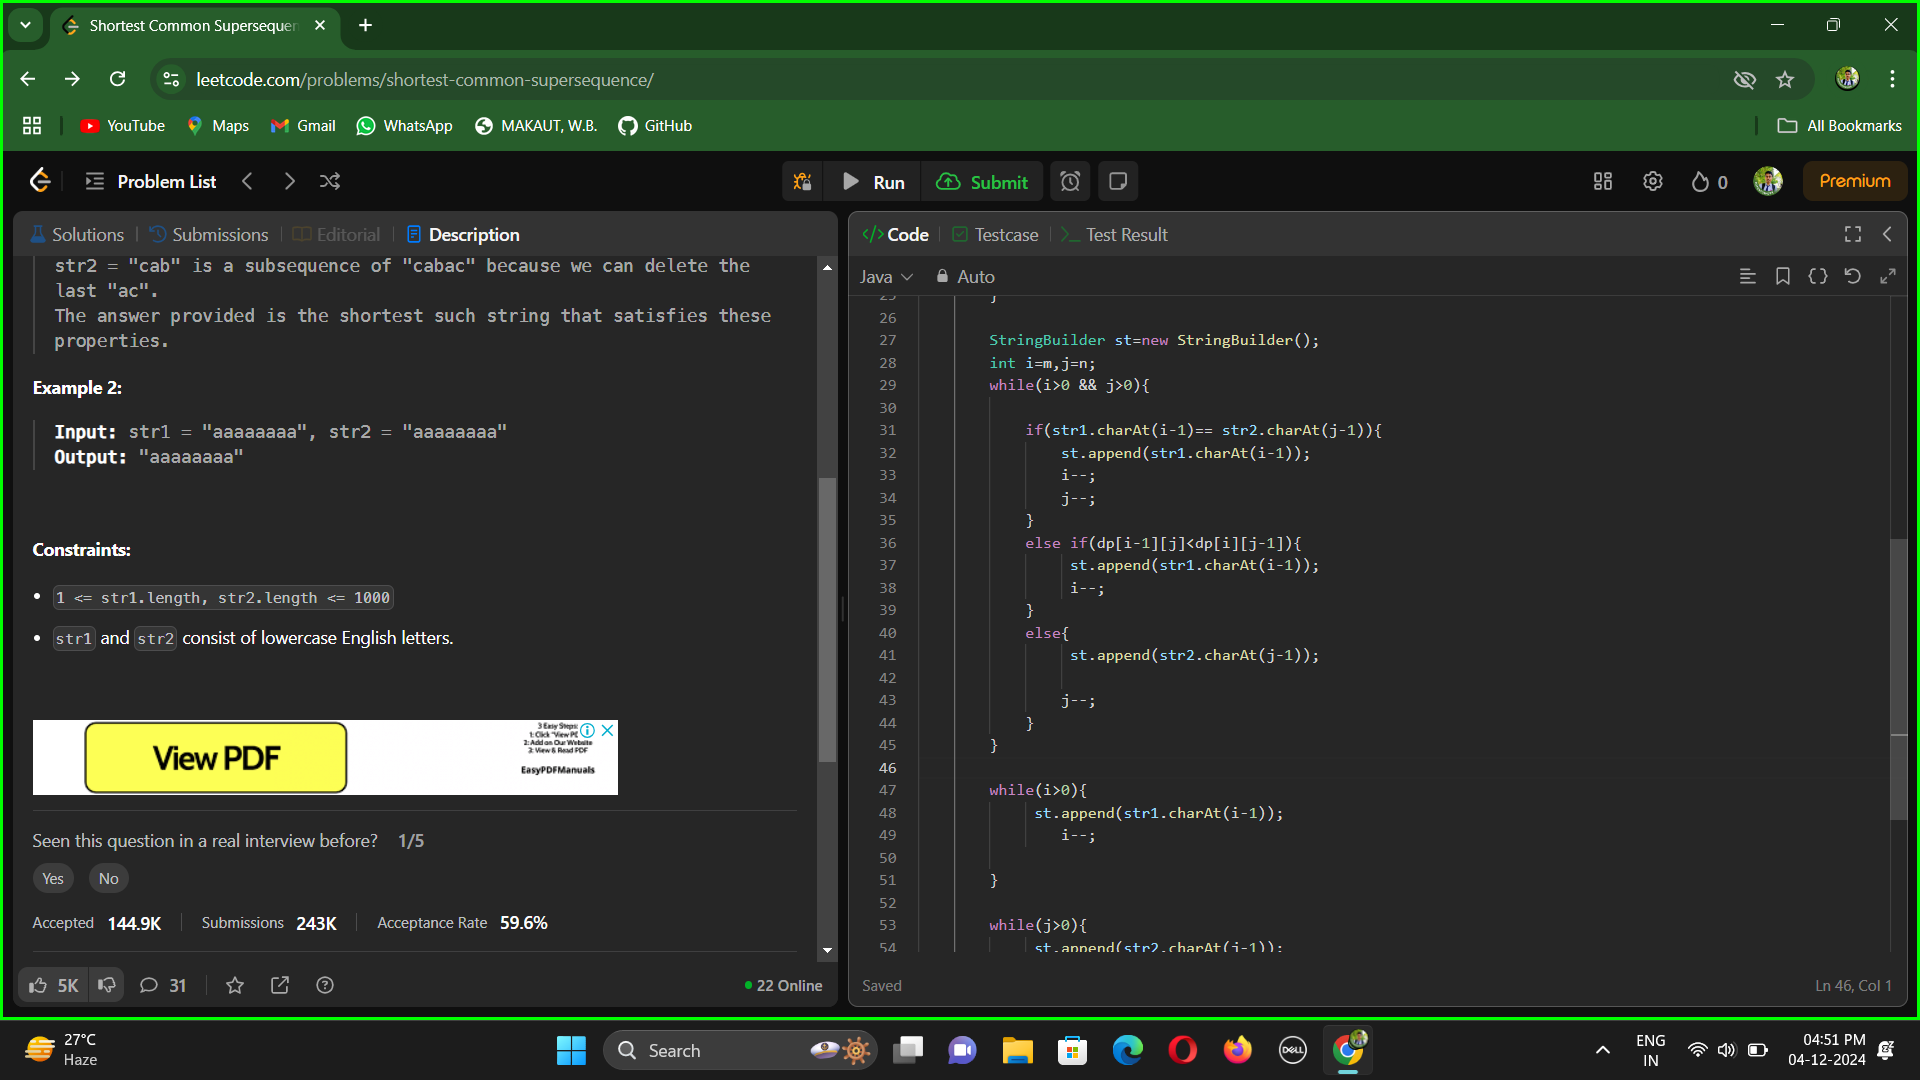 Shortest Common Supersequen
leetcode.com/problems/shortest-common-supersequence/
YouTube
Maps
Gmail
WhatsApp
MAKAUT, W.B.
GitHub
All Bookmarks
Problem List
Run
Submit
0
Premium
Solutions
Submissions
Editorial
Description
str2 = "cab" is a subsequence of "cabac" because we can delete the
last "ac".
The answer provided is the shortest such string that satisfies these
properties.
Example 2:
Input: str1 = "aaaaaaaa", str2 = "aaaaaaaa"
Output: "aaaaaaaa"
Constraints:
1 <= str1.length, str2.length <= 1000
str1 and str2 consist of lowercase English letters.
View PDF
3 Easy Steps:
1: Click "View PD
2: Add on Our Website
3: View & Read PDF
EasyPDFManuals
Seen this question in a real interview before? 1/5
Yes
No
Accepted 144.9K
Submissions 243K
Acceptance Rate 59.6%
5K
31
22 Online
</> Code
Testcase
Test Result
Java
Auto
25 }
26
27 StringBuilder st=new StringBuilder();
28 int i=m,j=n;
29 while(i>0 && j>0){
30
31 if(str1.charAt(i-1)== str2.charAt(j-1)){
32 st.append(str1.charAt(i-1));
33 i--;
34 j--;
35 }
36 else if(dp[i-1][j]<dp[i][j-1]){
37 st.append(str1.charAt(i-1));
38 i--;
39 }
40 else{
41 st.append(str2.charAt(j-1));
42
43 j--;
44 }
45 }
46
47 while(i>0){
48 st.append(str1.charAt(i-1));
49 i--;
50
51 }
52
53 while(j>0){
54 st.append(str2.charAt(j-1));
Saved
Ln 46, Col 1
27°C
Haze
Search
DELL
ENG
IN
04:51 PM
04-12-2024